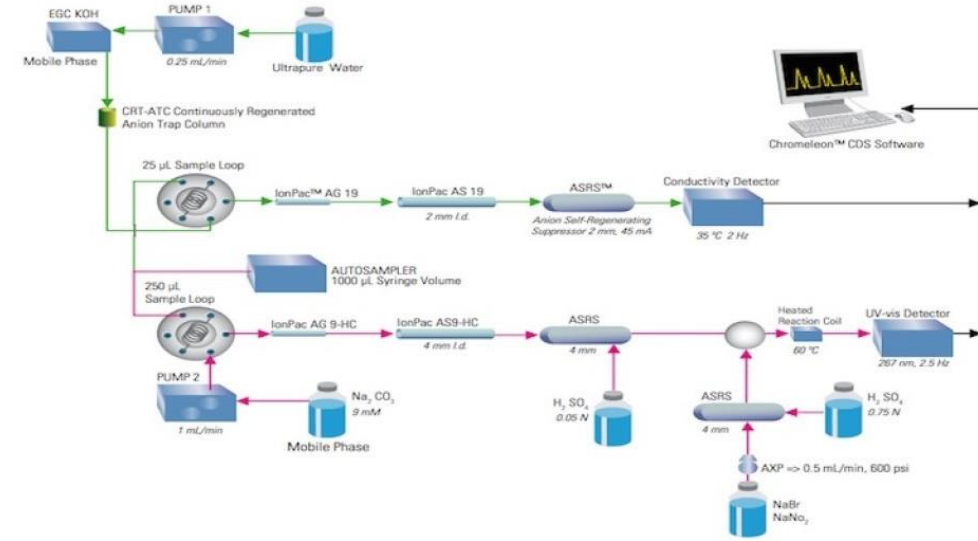 EGC KOH
Mobile Phase
PUMP 1
0.25 mL/min
Ultrapure Water
CRT-ATC Continuously Regenerated
Anion Trap Column
Chromeleon™ CDS Software
25 µL Sample Loop
IonPac™ AG 19
IonPac AS 19
2 mm I.d.
ASRS™
Anion Self-Regenerating
Suppressor 2 mm, 45 mA
Conductivity Detector
35 ºC 2 Hz
AUTOSAMPLER
1000 µL Syringe Volume
250 µL
Sample Loop
IonPac AG 9-HC
IonPac AS9-HC
4 mm I.d.
ASRS
4 mm
Heated
Reaction Coil
60 ºC
UV-vis Detector
267 nm, 2.5 Hz
PUMP 2
1 mL/min
Na₂ CO₃
9 mM
Mobile Phase
H₂ SO₄
0.05 N
ASRS
4 mm
H₂ SO₄
0.75 N
AXP => 0.5 mL/min, 600 psi
NaBr
NaNo₂